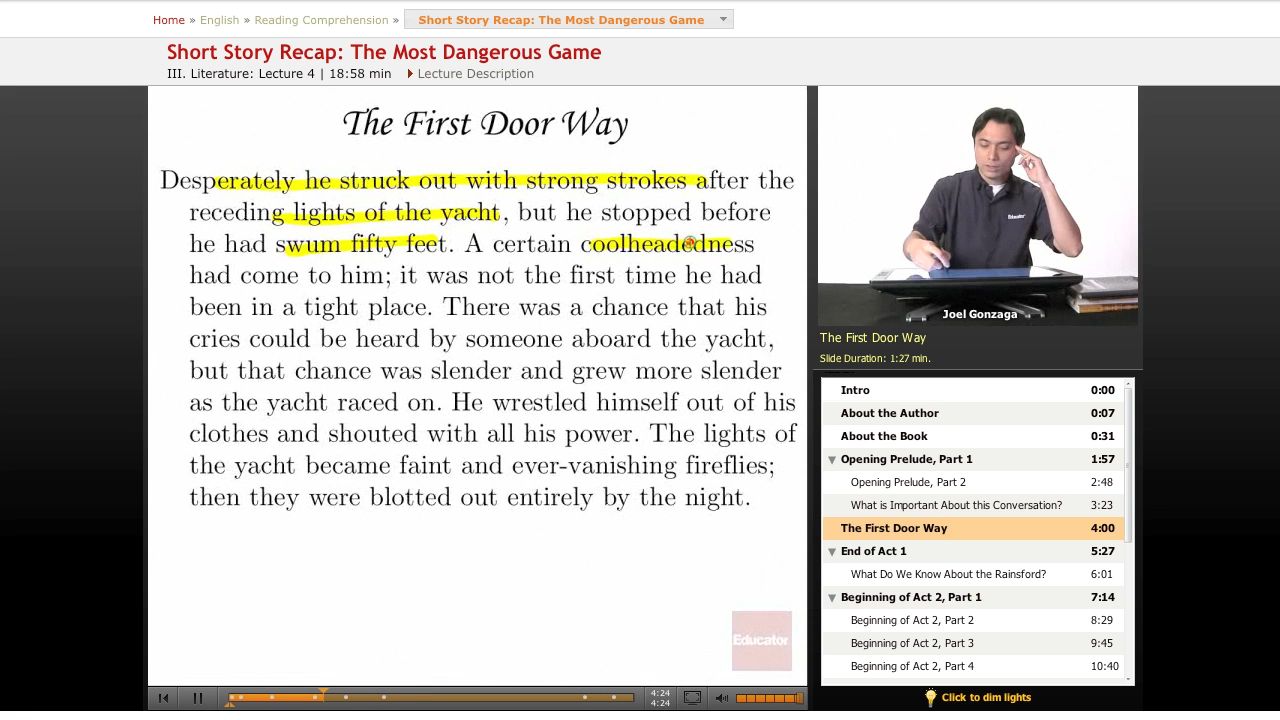 Home » English » Reading Comprehension » Short Story Recap: The Most Dangerous Game
Short Story Recap: The Most Dangerous Game
III. Literature: Lecture 4 | 18:58 min Lecture Description
The First Door Way
Desperately he struck out with strong strokes after the
receding lights of the yacht, but he stopped before
he had swum fifty feet. A certain coolheadedness
had come to him; it was not the first time he had
been in a tight place. There was a chance that his
cries could be heard by someone aboard the yacht,
but that chance was slender and grew more slender
as the yacht raced on. He wrestled himself out of his
clothes and shouted with all his power. The lights of
the yacht became faint and ever-vanishing fireflies;
then they were blotted out entirely by the night.
Educator
4:24
4:24
Educator
Joel Gonzaga
The First Door Way
Slide Duration: 1:27 min.
Intro 0:00
About the Author 0:07
About the Book 0:31
Opening Prelude, Part 1 1:57
Opening Prelude, Part 2 2:48
What is Important About this Conversation? 3:23
The First Door Way 4:00
End of Act 1 5:27
What Do We Know About the Rainsford? 6:01
Beginning of Act 2, Part 1 7:14
Beginning of Act 2, Part 2 8:29
Beginning of Act 2, Part 3 9:45
Beginning of Act 2, Part 4 10:40
Click to dim lights